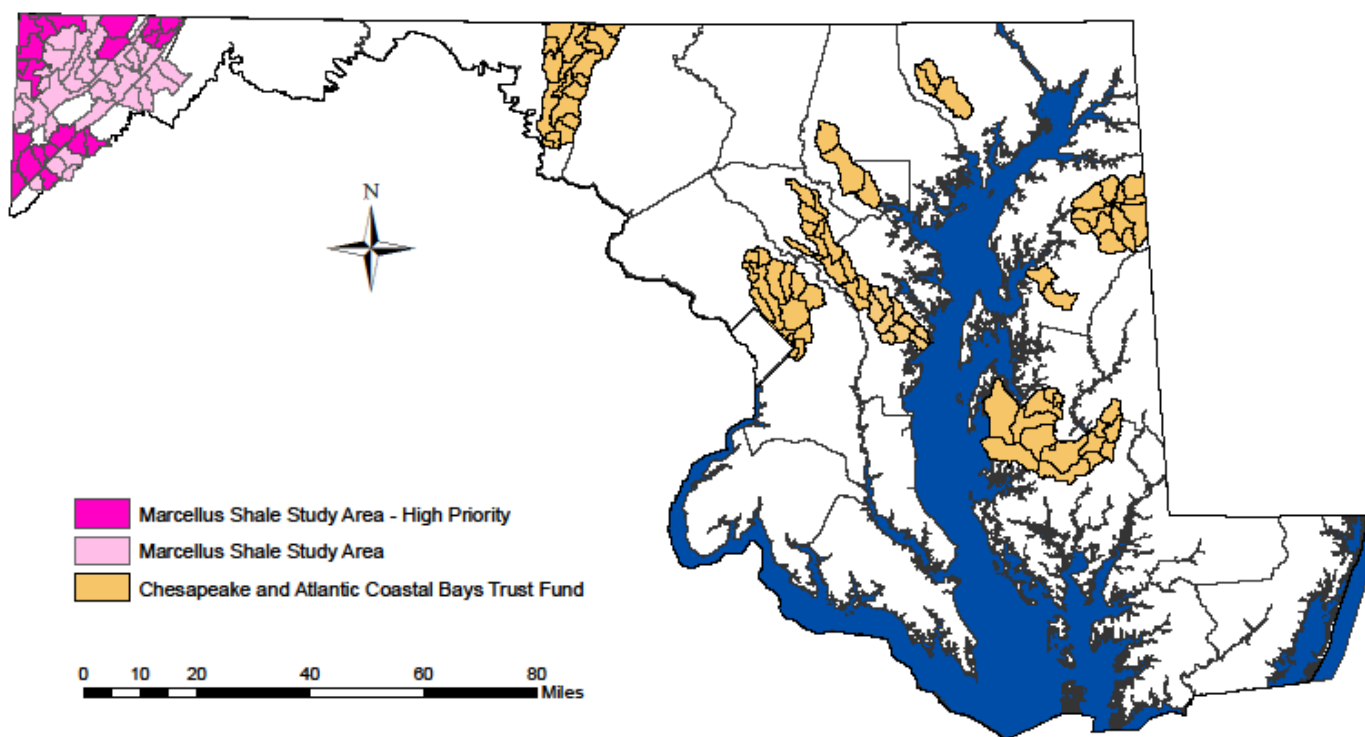 N
Marcellus Shale Study Area - High Priority
Marcellus Shale Study Area
Chesapeake and Atlantic Coastal Bays Trust Fund
0 10 20 40 60 80
Miles